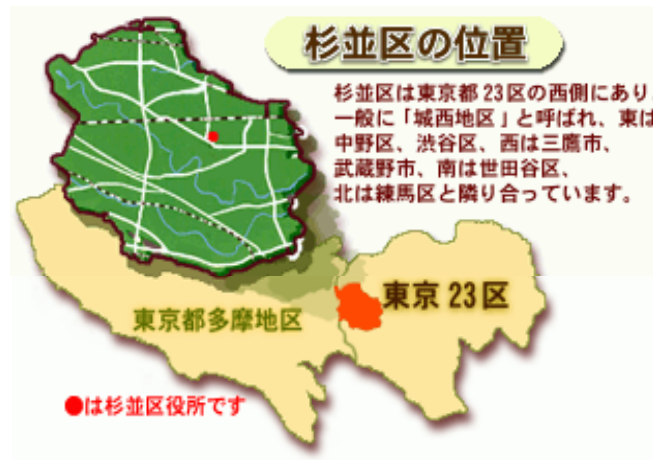 杉並区の位置
杉並区は東京都23区の西側にあり、
一般に「城西地区」と呼ばれ、東は
中野区、渋谷区、西は三鷹市、
武蔵野市、南は世田谷区、
北は練馬区と隣り合っています。
東京23区
東京都多摩地区
●は杉並区役所です